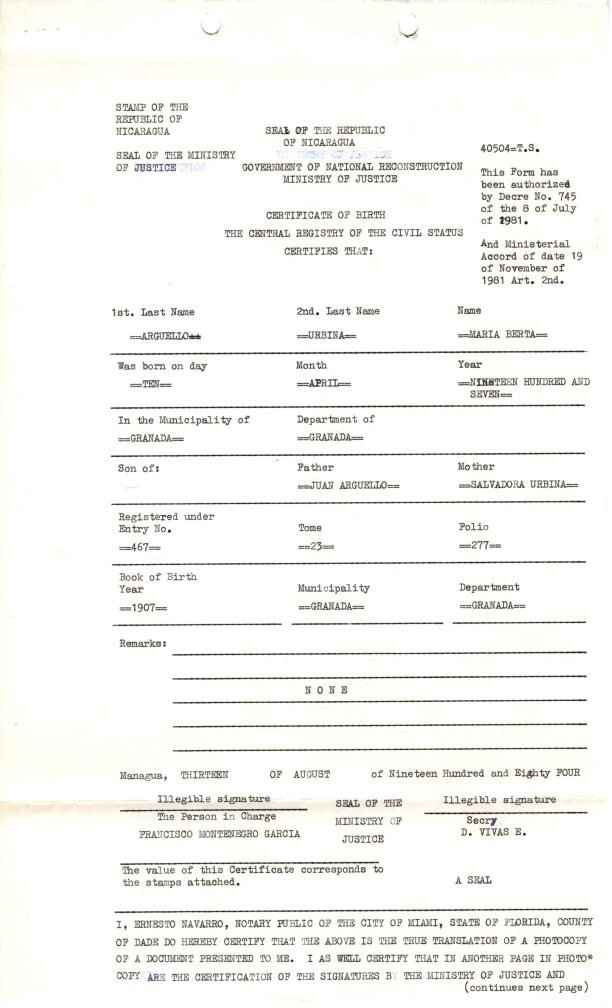 STAMP OF THE
REPUBLIC OF
NICARAGUA
SEAL OF THE MINISTRY
OF JUSTICE
SEAL OF THE REPUBLIC
OF NICARAGUA
GOVERNMENT OF NATIONAL RECONSTRUCTION
MINISTRY OF JUSTICE
CERTIFICATE OF BIRTH
THE CENTRAL REGISTRY OF THE CIVIL STATUS
CERTIFIES THAT:
40504=T.S.
This Form has
been authorized
by Decre No. 745
of the 8 of July
of 1981.
And Ministerial
Accord of date 19
of November of
1981 Art. 2nd.
1st. Last Name 2nd. Last Name Name
==ARGUELLO== ==URBINA== ==MARIA BERTA==
Was born on day Month Year
==TEN== ==APRIL== ==NINETEEN HUNDRED AND
SEVEN==
In the Municipality of Department of
==GRANADA== ==GRANADA==
Son of: Father Mother
==JUAN ARGUELLO== ==SALVADORA URBINA==
Registered under
Entry No. Tome Folio
==467== ==23== ==277==
Book of Birth
Year Municipality Department
==1907== ==GRANADA== ==GRANADA==
Remarks:
N O N E
Managua, THIRTEEN OF AUGUST of Nineteen Hundred and Eighty FOUR
Illegible signature
The Person in Charge
FRANCISCO MONTENEGRO GARCIA
SEAL OF THE
MINISTRY OF
JUSTICE
Illegible signature
Secry
D. VIVAS E.
The value of this Certificate corresponds to
the stamps attached.
A SEAL
I, ERNESTO NAVARRO, NOTARY PUBLIC OF THE CITY OF MIAMI, STATE OF FLORIDA, COUNTY
OF DADE DO HEREBY CERTIFY THAT THE ABOVE IS THE TRUE TRANSLATION OF A PHOTOCOPY
OF A DOCUMENT PRESENTED TO ME. I AS WELL CERTIFY THAT IN ANOTHER PAGE IN PHOTO*
COPY ARE THE CERTIFICATION OF THE SIGNATURES BY THE MINISTRY OF JUSTICE AND
(continues next page)